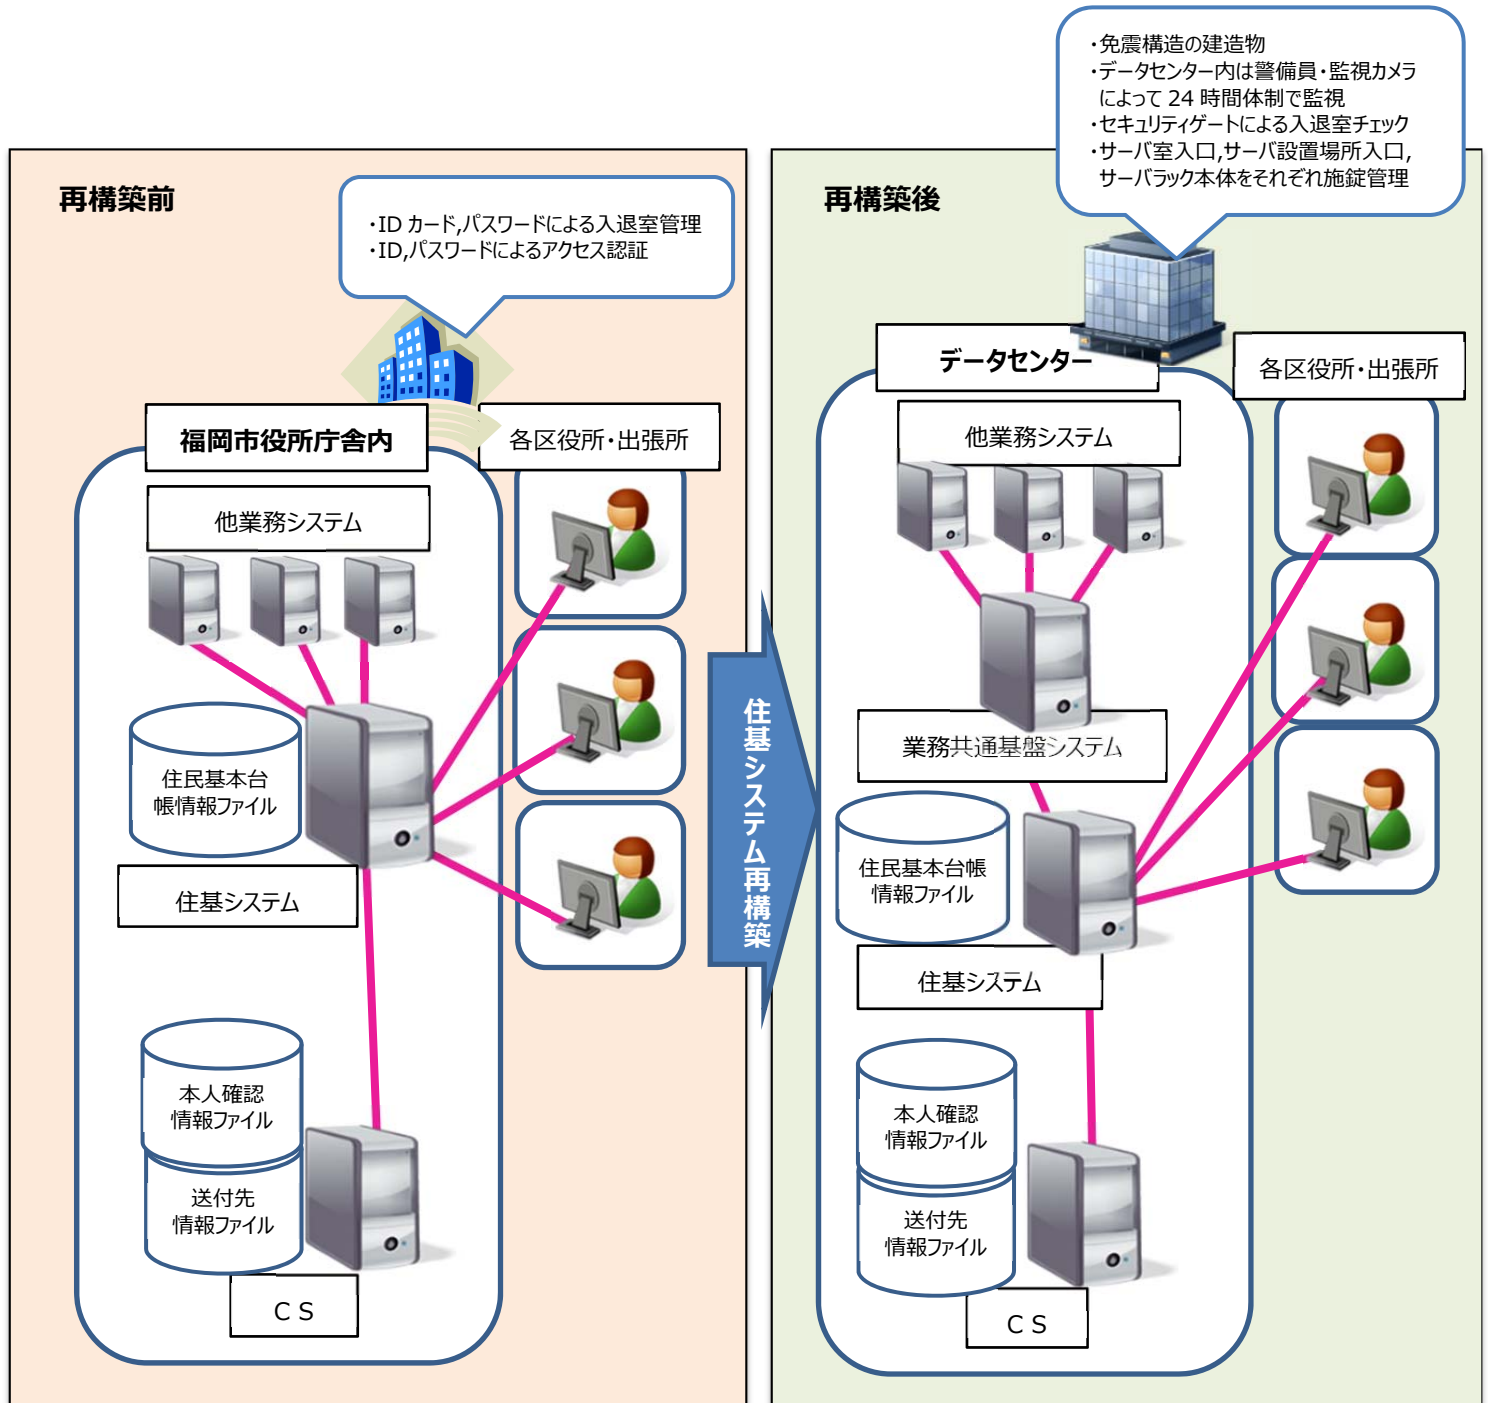 再構築前
・ID カード,パスワードによる入退室管理
・ID,パスワードによるアクセス認証
福岡市役所庁舎内
各区役所・出張所
他業務システム
住民基本台
帳情報ファイル
住基システム
本人確認
情報ファイル
送付先
情報ファイル
ＣＳ
住基システム再構築
再構築後
・免震構造の建造物
・データセンター内は警備員・監視カメラ
によって 24 時間体制で監視
・セキュリティゲートによる入退室チェック
・サーバ室入口,サーバ設置場所入口,
サーバラック本体をそれぞれ施錠管理
データセンター
各区役所・出張所
他業務システム
業務共通基盤システム
住民基本台帳
情報ファイル
住基システム
本人確認
情報ファイル
送付先
情報ファイル
ＣＳ